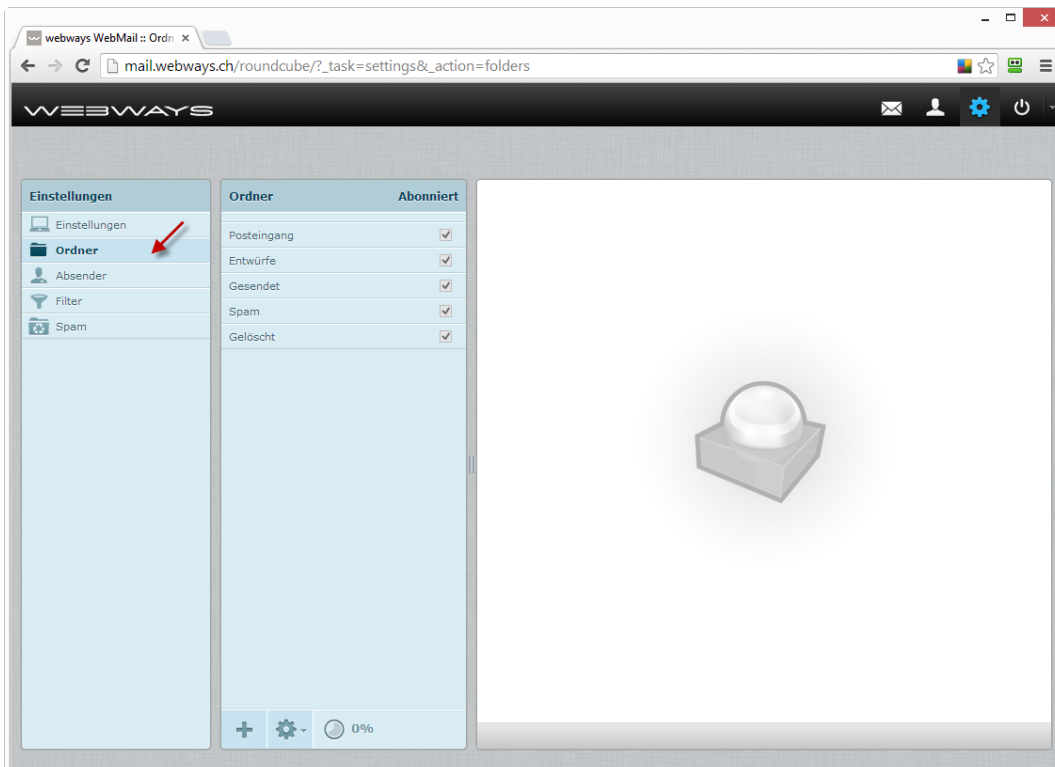 webways WebMail :: Ordn
mail.webways.ch/roundcube/?_task=settings&_action=folders
WEBWAYS
Einstellungen
Einstellungen
Ordner
Absender
Filter
Spam
Ordner Abonniert
Posteingang
Entwürfe
Gesendet
Spam
Gelöscht
0%